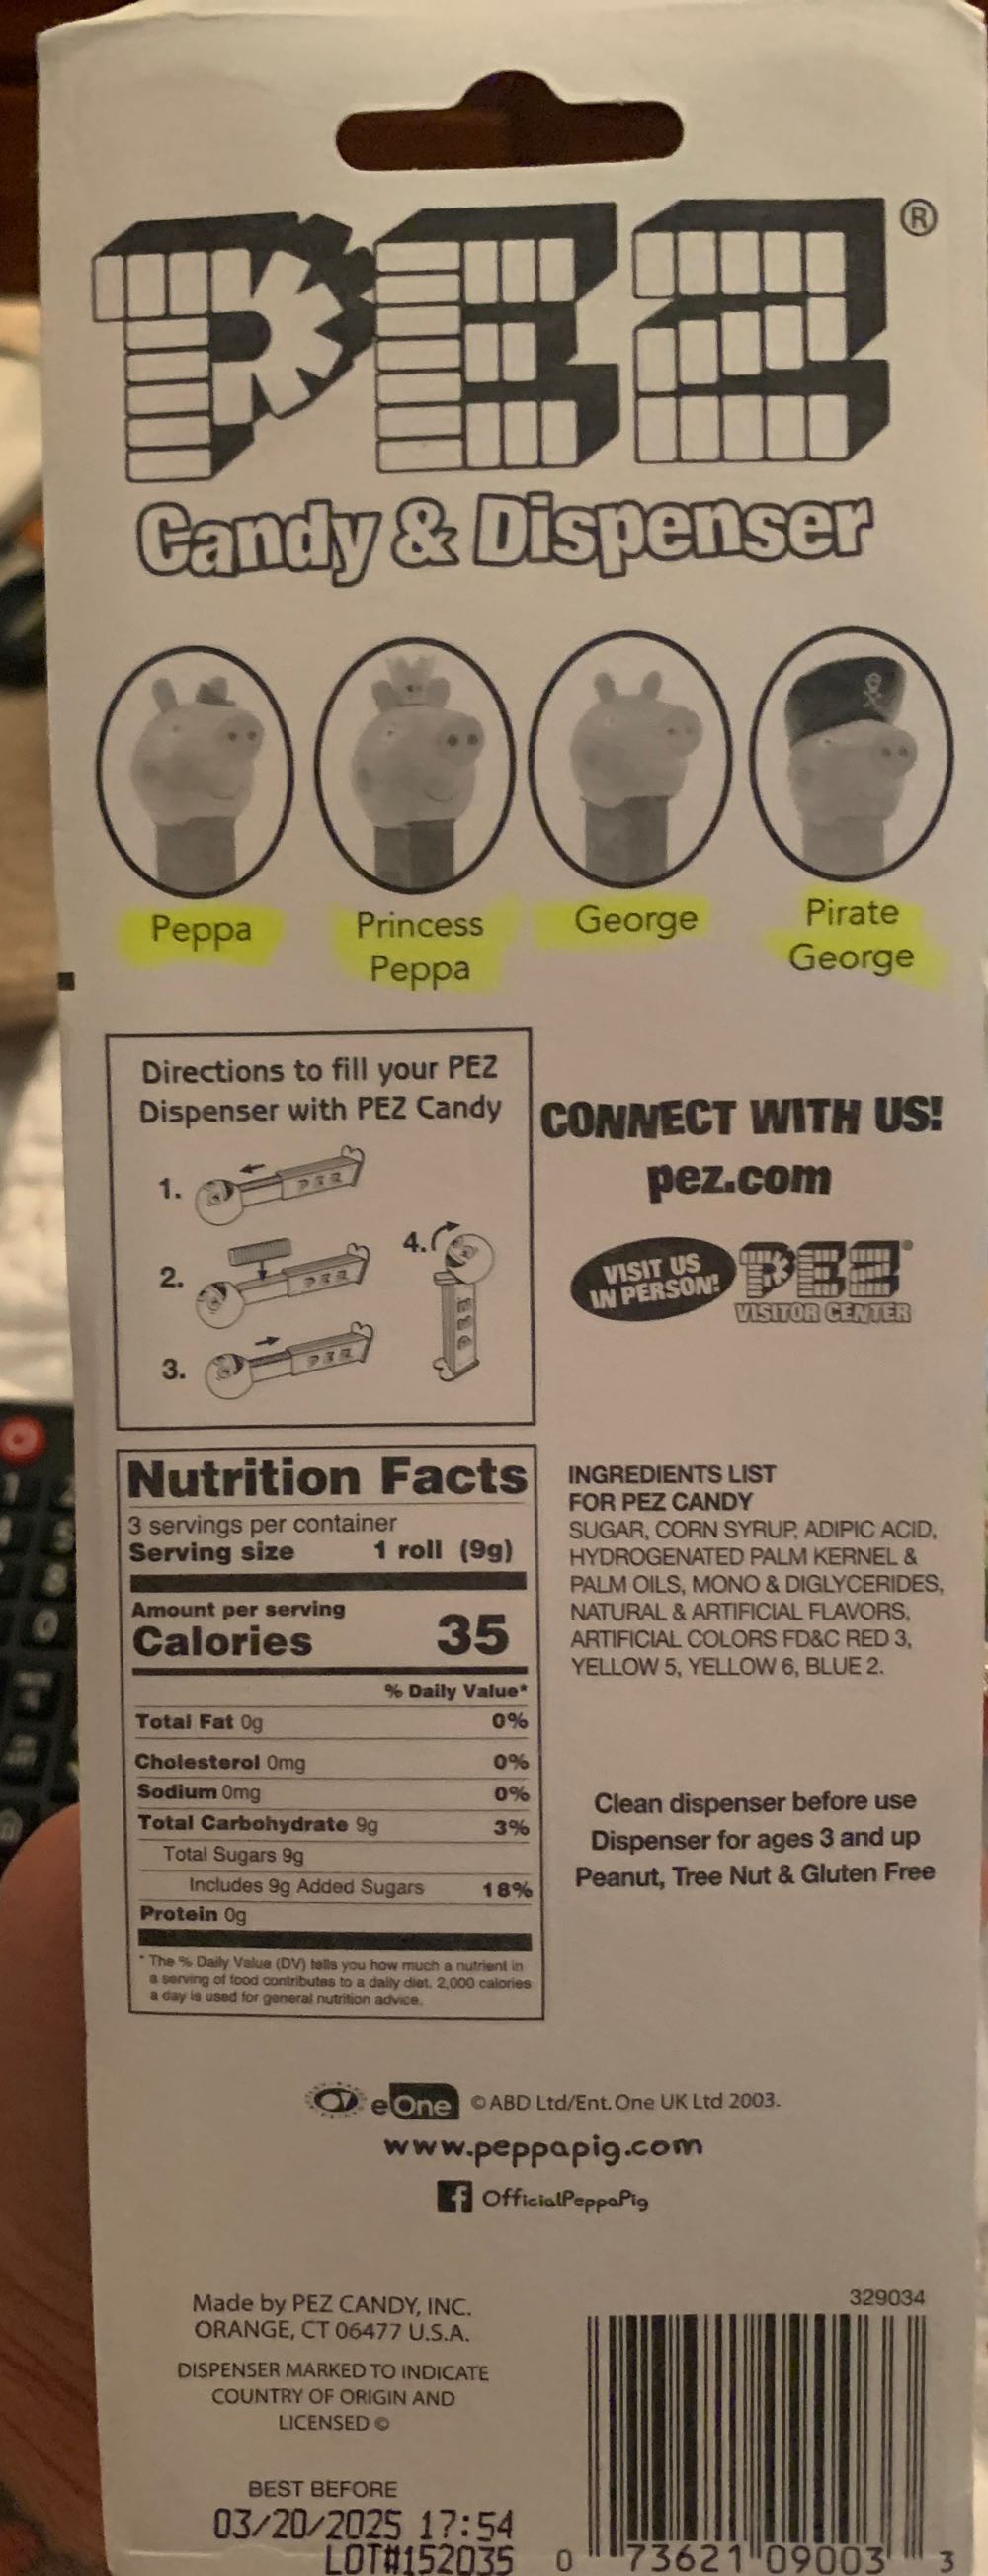 PEZ®
Candy & Dispenser
Peppa
Princess
Peppa
George
Pirate
George
Directions to fill your PEZ
Dispenser with PEZ Candy
1.
PEZ
2.
PEZ
3.
PEZ
4.
PEZ
CONNECT WITH US!
pez.com
VISIT US
IN PERSON!
PEZ
VISITOR CENTER
Nutrition Facts
3 servings per container
Serving size 1 roll (9g)
Amount per serving
Calories 35
% Daily Value*
Total Fat 0g 0%
Cholesterol 0mg 0%
Sodium 0mg 0%
Total Carbohydrate 9g 3%
Total Sugars 9g
Includes 9g Added Sugars 18%
Protein 0g
* The % Daily Value (DV) tells you how much a nutrient in
a serving of food contributes to a daily diet. 2,000 calories
a day is used for general nutrition advice.
INGREDIENTS LIST
FOR PEZ CANDY
SUGAR, CORN SYRUP, ADIPIC ACID,
HYDROGENATED PALM KERNEL &
PALM OILS, MONO & DIGLYCERIDES,
NATURAL & ARTIFICIAL FLAVORS,
ARTIFICIAL COLORS FD&C RED 3,
YELLOW 5, YELLOW 6, BLUE 2.
Clean dispenser before use
Dispenser for ages 3 and up
Peanut, Tree Nut & Gluten Free
eOne © ABD Ltd/Ent. One UK Ltd 2003.
www.peppapig.com
f OfficialPeppaPig
Made by PEZ CANDY, INC.
ORANGE, CT 06477 U.S.A.
DISPENSER MARKED TO INDICATE
COUNTRY OF ORIGIN AND
LICENSED ©
BEST BEFORE
03/20/2025 17:54
LOT#152035
329034
0 73621 09003 3